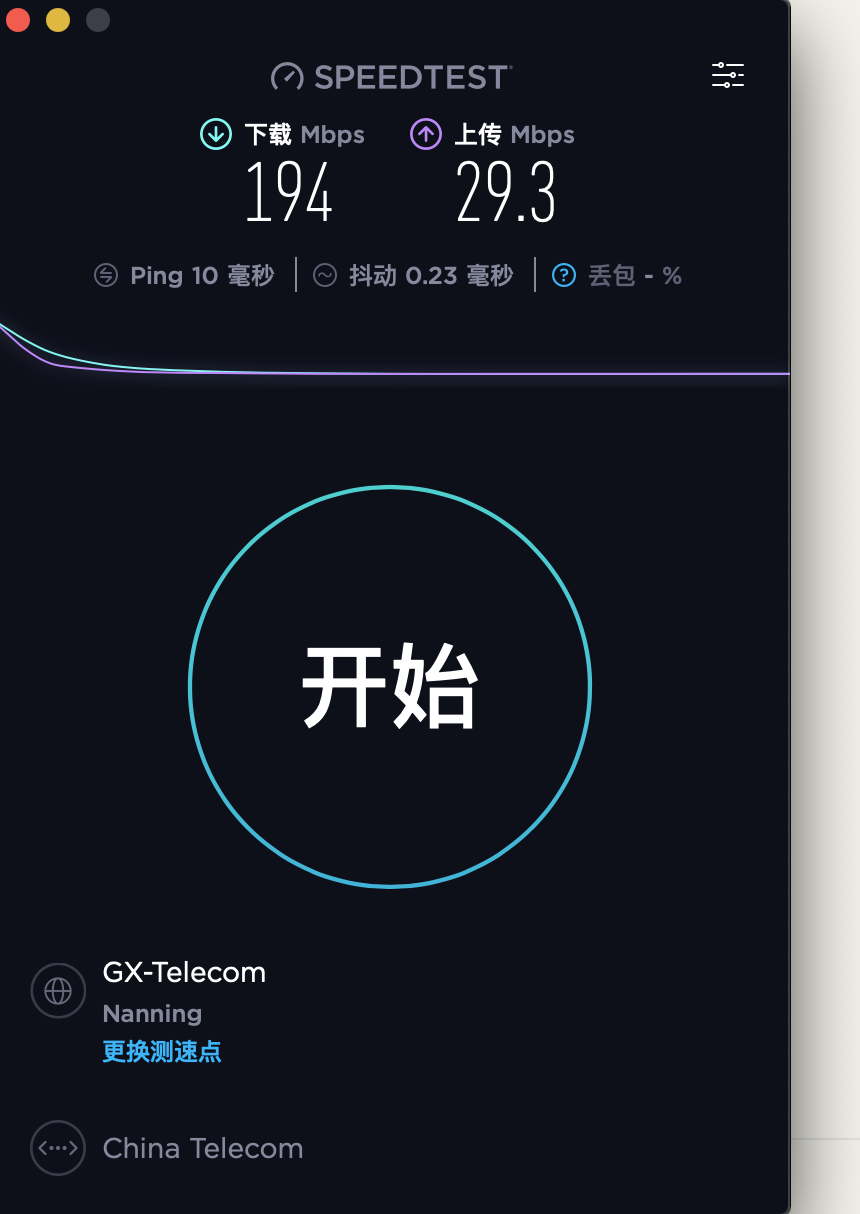 SPEEDTEST
下载 Mbps 上传 Mbps
194 29.3
Ping 10 毫秒 抖动 0.23 毫秒 ? 丢包 - %
开始
GX-Telecom
Nanning
更换测速点
China Telecom